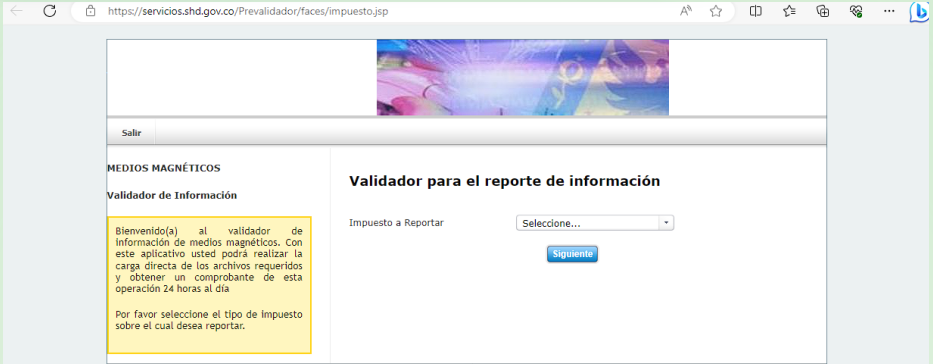 https://servicios.shd.gov.co/Prevalidador/faces/impuesto.jsp
Salir
MEDIOS MAGNÉTICOS
Validador de Información
Bienvenido(a) al validador de
información de medios magnéticos. Con
este aplicativo usted podrá realizar la
carga directa de los archivos requeridos
y obtener un comprobante de esta
operación 24 horas al día
Por favor seleccione el tipo de impuesto
sobre el cual desea reportar.
Validador para el reporte de información
Impuesto a Reportar
Seleccione...
Siguiente